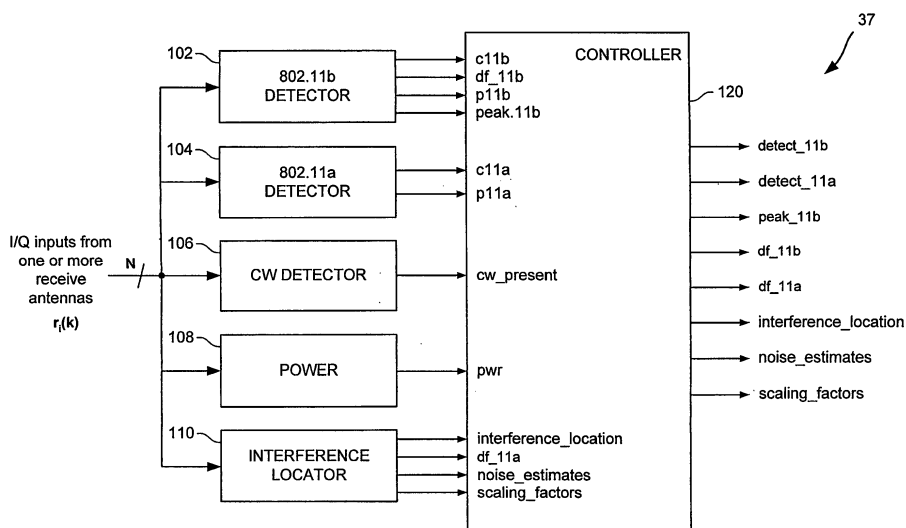 37
102
802.11b
DETECTOR
c11b
df_11b
p11b
peak.11b
CONTROLLER
120
104
802.11a
DETECTOR
c11a
p11a
I/Q inputs from
one or more
receive
antennas
rᵢ(k)
N
106
CW DETECTOR
cw_present
108
POWER
pwr
110
INTERFERENCE
LOCATOR
interference_location
df_11a
noise_estimates
scaling_factors
detect_11b
detect_11a
peak_11b
df_11b
df_11a
interference_location
noise_estimates
scaling_factors